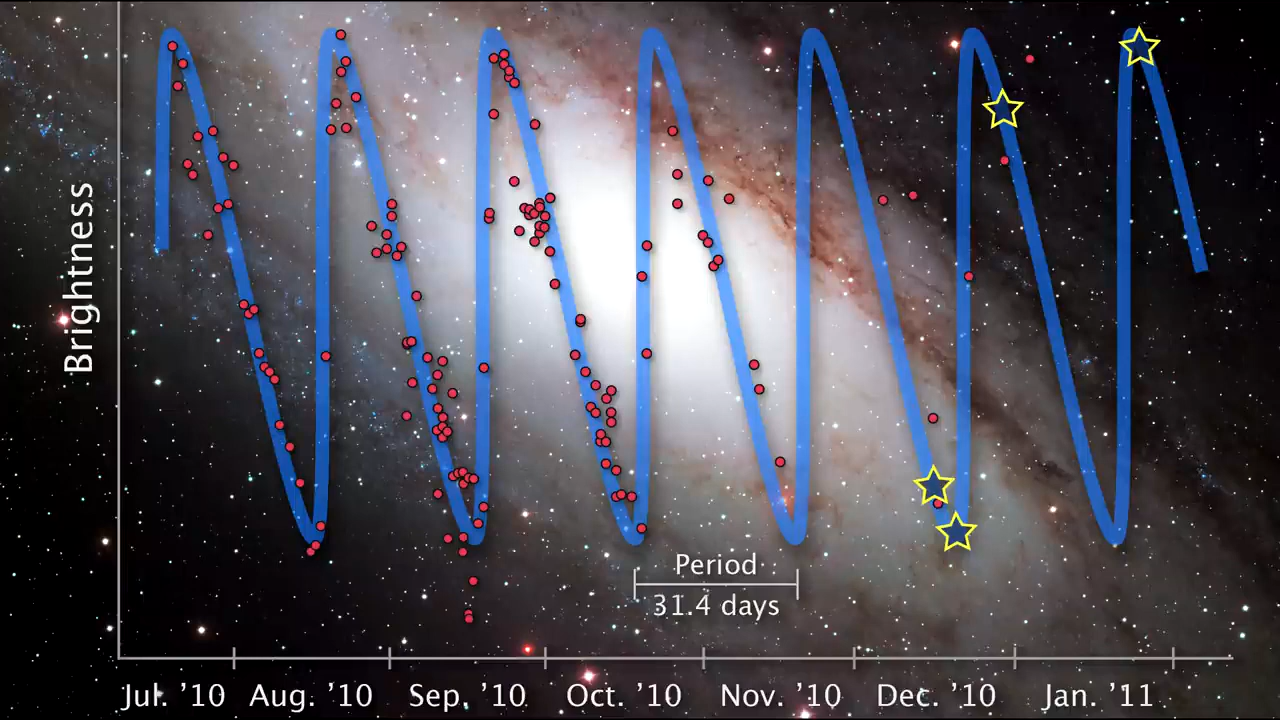 Brightness
Period
31.4 days
Jul. ’10 Aug. ’10 Sep. ’10 Oct. ’10 Nov. ’10 Dec. ’10 Jan. ’11